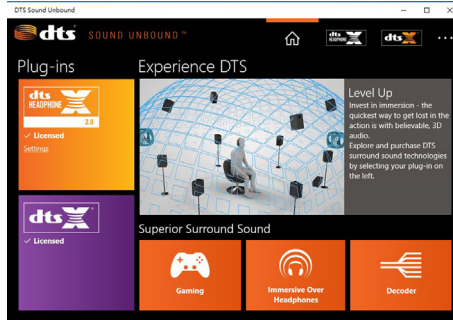 DTS Sound Unbound
dts SOUND UNBOUND™
dts HEADPHONE X
dts X
Plug-ins
dts
HEADPHONE X
2.0
✓ Licensed
Settings
dts X
✓ Licensed
Experience DTS
Level Up
Invest in immersion - the
quickest way to get lost in the
action is with believable, 3D
audio.
Explore and purchase DTS
surround sound technologies
by selecting your plug-in on
the left.
Superior Surround Sound
Gaming
Immersive Over
Headphones
Decoder